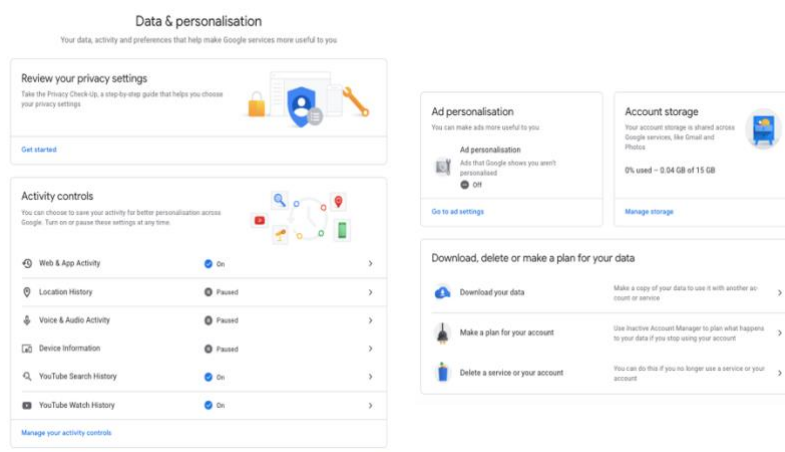 Data & personalisation
Your data, activity and preferences that help make Google services more useful to you
Review your privacy settings
Take the Privacy Check-Up, a step-by-step guide that helps you choose
your privacy settings
Get started
Activity controls
You can choose to save your activity for better personalisation across
Google. Turn on or pause these settings at any time.
Web & App Activity On
Location History Paused
Voice & Audio Activity Paused
Device Information Paused
YouTube Search History On
YouTube Watch History On
Manage your activity controls
Ad personalisation
You can make ads more useful to you
Ad personalisation
Ads that Google shows you aren't
personalised
Off
Go to ad settings
Account storage
Your account storage is shared across
Google services, like Gmail and
Photos
0% used – 0.04 GB of 15 GB
Manage storage
Download, delete or make a plan for your data
Download your data
Make a copy of your data to use it with another ac-
count or service
Make a plan for your account
Use Inactive Account Manager to plan what happens
to your data if you stop using your account
Delete a service or your account
You can do this if you no longer use a service or your
account